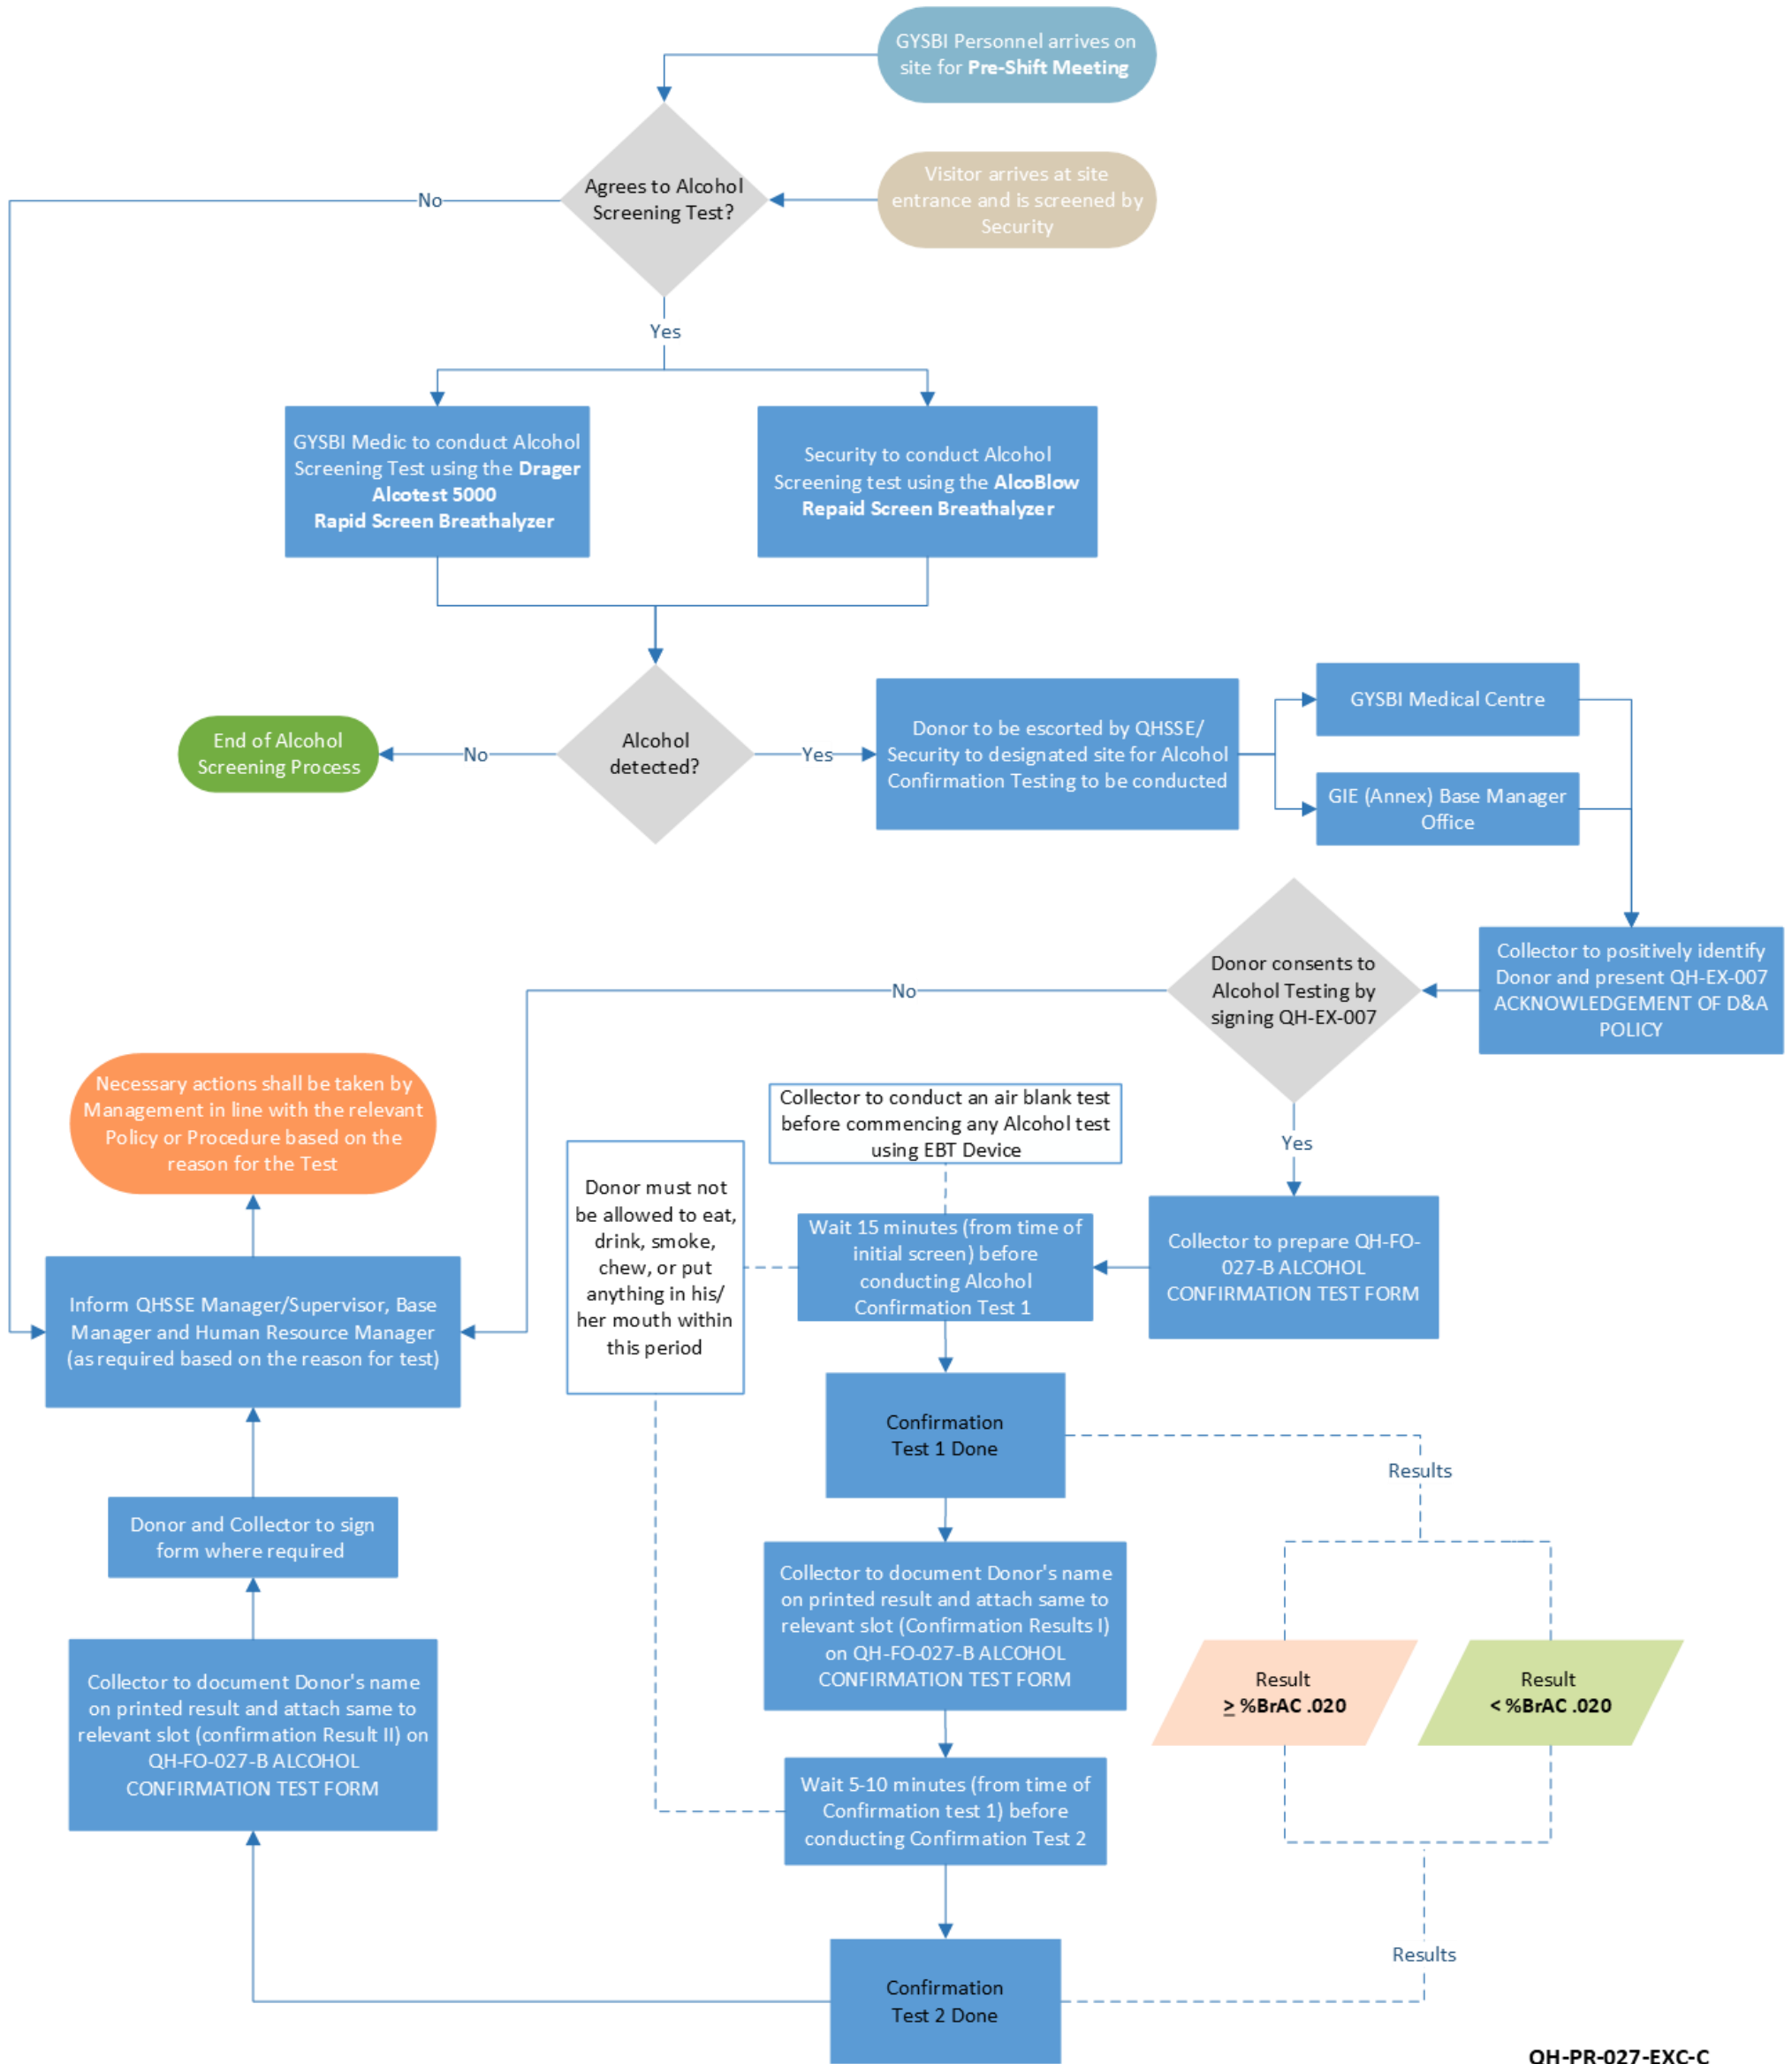 GYSBI Personnel arrives on
site for Pre-Shift Meeting
Visitor arrives at site
entrance and is screened by
Security
Agrees to Alcohol
Screening Test?
No
Yes
GYSBI Medic to conduct Alcohol
Screening Test using the Drager
Alcotest 5000
Rapid Screen Breathalyzer
Security to conduct Alcohol
Screening test using the AlcoBlow
Repaid Screen Breathalyzer
Alcohol
detected?
No
End of Alcohol
Screening Process
Yes
Donor to be escorted by QHSSE/
Security to designated site for Alcohol
Confirmation Testing to be conducted
GYSBI Medical Centre
GIE (Annex) Base Manager
Office
Collector to positively identify
Donor and present QH-EX-007
ACKNOWLEDGEMENT OF D&A
POLICY
Donor consents to
Alcohol Testing by
signing QH-EX-007
No
Yes
Collector to prepare QH-FO-
027-B ALCOHOL
CONFIRMATION TEST FORM
Collector to conduct an air blank test
before commencing any Alcohol test
using EBT Device
Wait 15 minutes (from time of
initial screen) before
conducting Alcohol
Confirmation Test 1
Donor must not
be allowed to eat,
drink, smoke,
chew, or put
anything in his/
her mouth within
this period
Confirmation
Test 1 Done
Results
Result
≥ %BrAC .020
Result
< %BrAC .020
Collector to document Donor's name
on printed result and attach same to
relevant slot (Confirmation Results I)
on QH-FO-027-B ALCOHOL
CONFIRMATION TEST FORM
Wait 5-10 minutes (from time of
Confirmation test 1) before
conducting Confirmation Test 2
Results
Confirmation
Test 2 Done
Collector to document Donor's name
on printed result and attach same to
relevant slot (confirmation Result II) on
QH-FO-027-B ALCOHOL
CONFIRMATION TEST FORM
Donor and Collector to sign
form where required
Inform QHSSE Manager/Supervisor, Base
Manager and Human Resource Manager
(as required based on the reason for test)
Necessary actions shall be taken by
Management in line with the relevant
Policy or Procedure based on the
reason for the Test
QH-PR-027-EXC-C